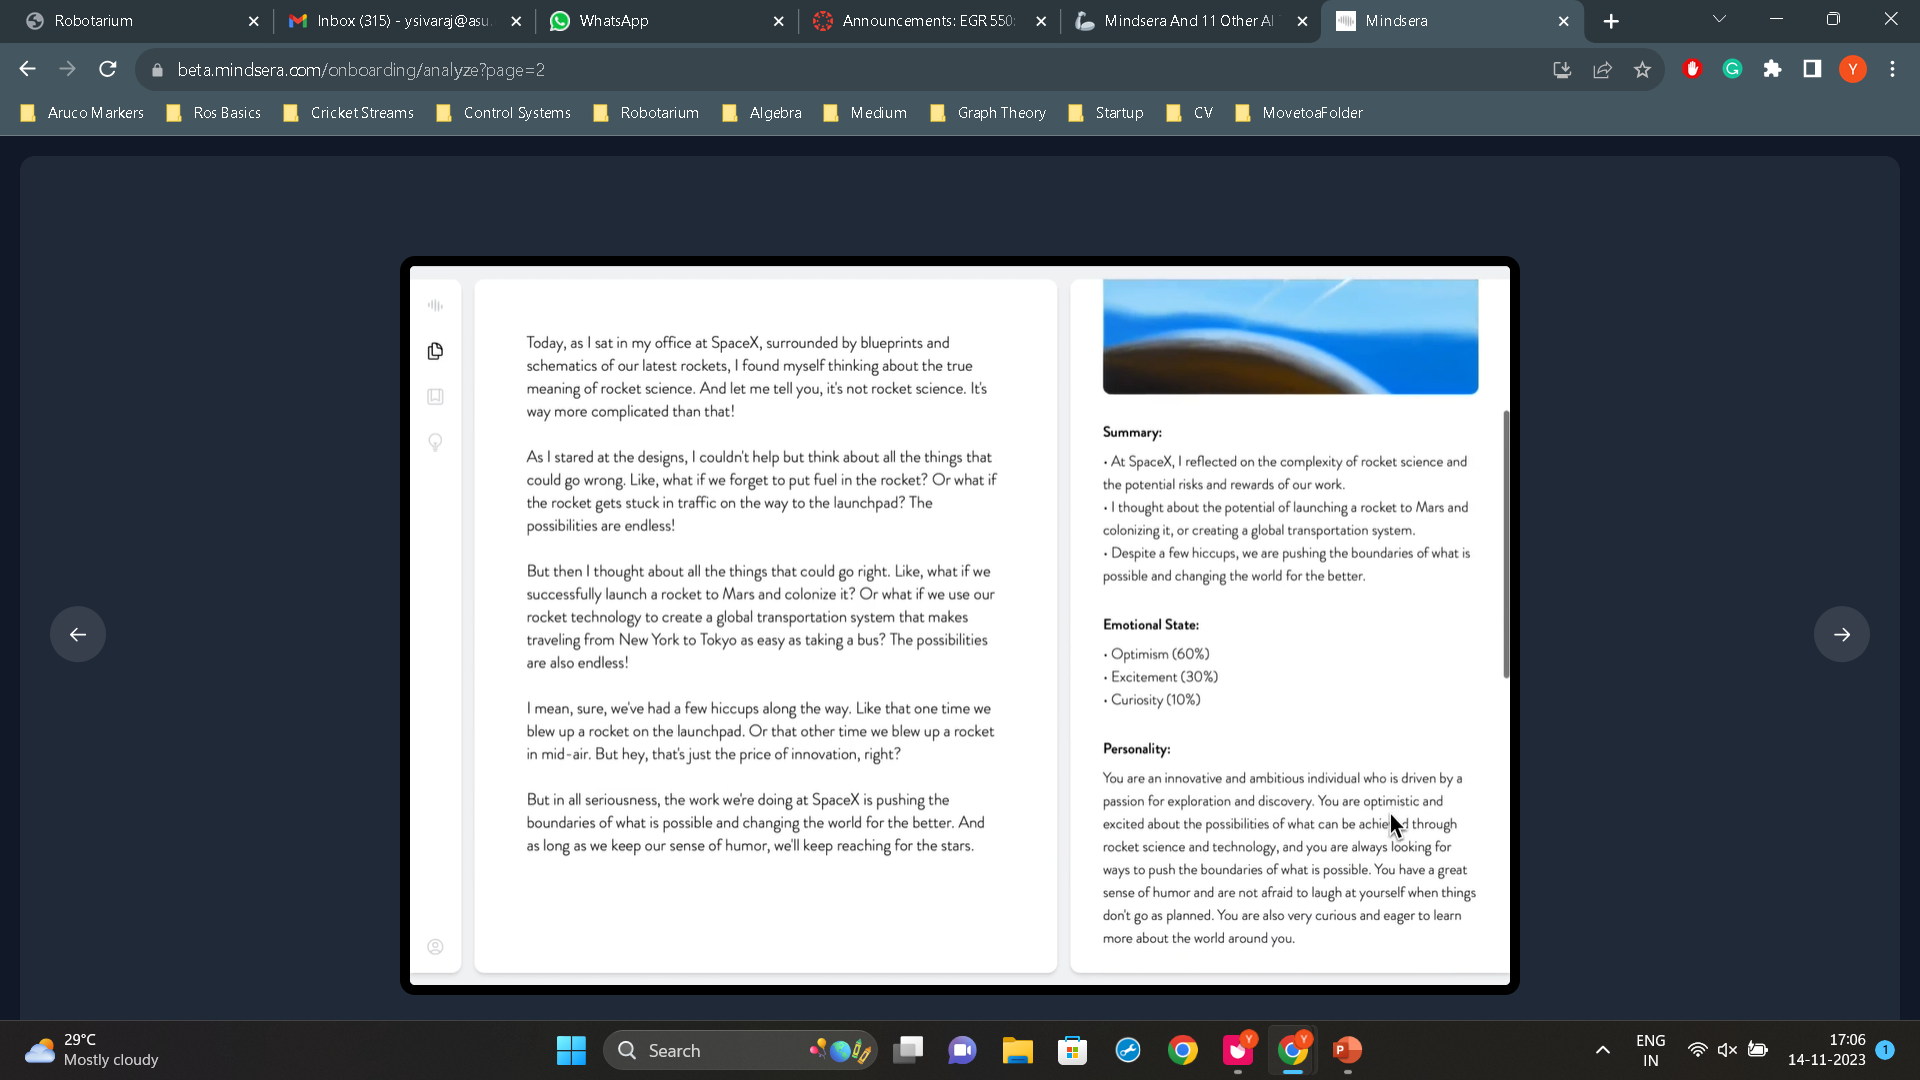 Robotarium
Inbox (315) - ysivaraj@asu.
WhatsApp
Announcements: EGR 550:
Mindsera And 11 Other AI
Mindsera
beta.mindsera.com/onboarding/analyze?page=2
Y
Aruco Markers
Ros Basics
Cricket Streams
Control Systems
Robotarium
Algebra
Medium
Graph Theory
Startup
CV
MovetoaFolder
Today, as I sat in my office at SpaceX, surrounded by blueprints and
schematics of our latest rockets, I found myself thinking about the true
meaning of rocket science. And let me tell you, it's not rocket science. It's
way more complicated than that!
As I stared at the designs, I couldn't help but think about all the things that
could go wrong. Like, what if we forget to put fuel in the rocket? Or what if
the rocket gets stuck in traffic on the way to the launchpad? The
possibilities are endless!
But then I thought about all the things that could go right. Like, what if we
successfully launch a rocket to Mars and colonize it? Or what if we use our
rocket technology to create a global transportation system that makes
traveling from New York to Tokyo as easy as taking a bus? The possibilities
are also endless!
I mean, sure, we've had a few hiccups along the way. Like that one time we
blew up a rocket on the launchpad. Or that other time we blew up a rocket
in mid-air. But hey, that's just the price of innovation, right?
But in all seriousness, the work we're doing at SpaceX is pushing the
boundaries of what is possible and changing the world for the better. And
as long as we keep our sense of humor, we'll keep reaching for the stars.
Summary:
• At SpaceX, I reflected on the complexity of rocket science and
the potential risks and rewards of our work.
• I thought about the potential of launching a rocket to Mars and
colonizing it, or creating a global transportation system.
• Despite a few hiccups, we are pushing the boundaries of what is
possible and changing the world for the better.
Emotional State:
• Optimism (60%)
• Excitement (30%)
• Curiosity (10%)
Personality:
You are an innovative and ambitious individual who is driven by a
passion for exploration and discovery. You are optimistic and
excited about the possibilities of what can be achieved through
rocket science and technology, and you are always looking for
ways to push the boundaries of what is possible. You have a great
sense of humor and are not afraid to laugh at yourself when things
don't go as planned. You are also very curious and eager to learn
more about the world around you.
29°C
Mostly cloudy
Search
Y
Y
P
ENG
IN
17:06
14-11-2023
1